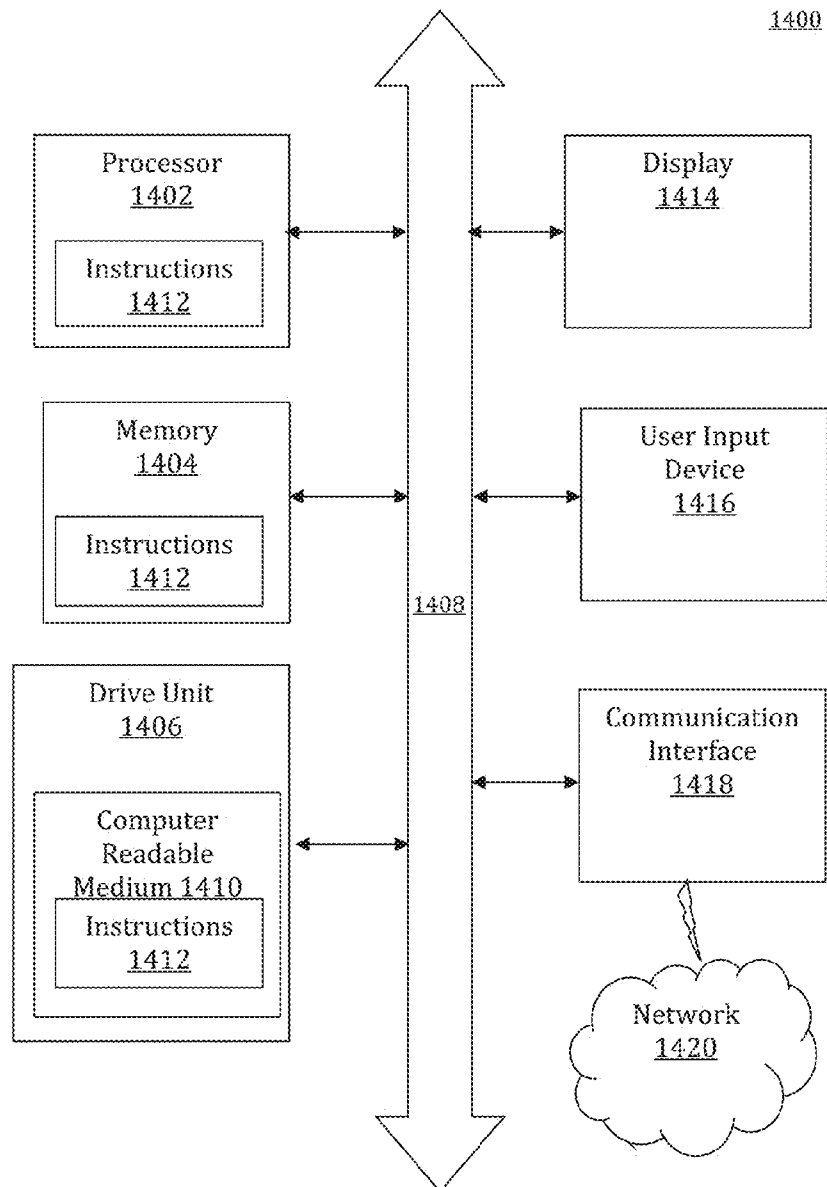 1400
Processor
1402
Instructions
1412
Display
1414
Memory
1404
Instructions
1412
User Input
Device
1416
1408
Drive Unit
1406
Computer
Readable
Medium 1410
Instructions
1412
Communication
Interface
1418
Network
1420